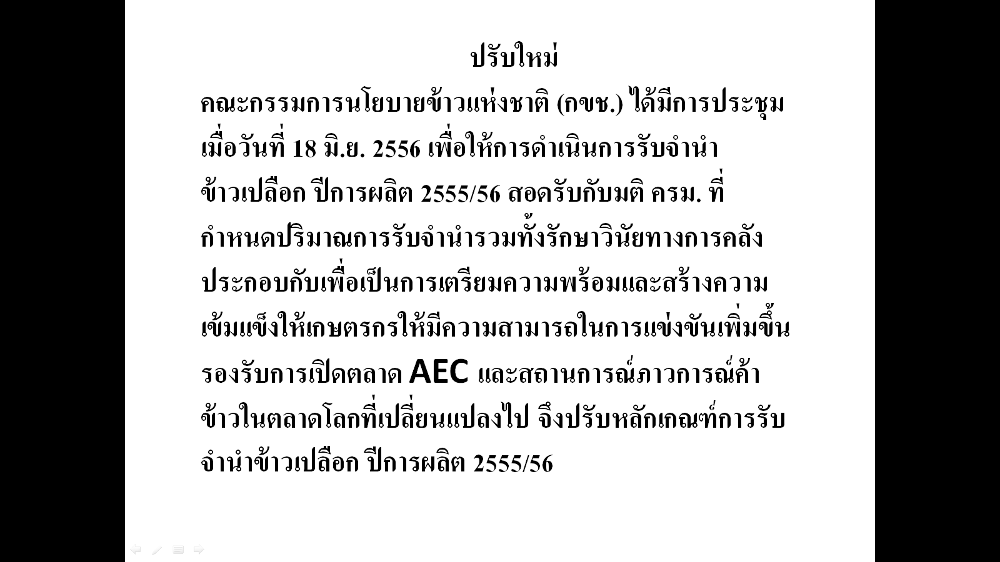 ปรับใหม่
คณะกรรมการนโยบายข้าวแห่งชาติ (กขช.) ได้มีการประชุม
เมื่อวันที่ 18 มิ.ย. 2556 เพื่อให้การดำเนินการรับจำนำ
ข้าวเปลือก ปีการผลิต 2555/56 สอดรับกับมติ ครม. ที่
กำหนดปริมาณการรับจำนำรวมทั้งรักษาวินัยทางการคลัง
ประกอบกับเพื่อเป็นการเตรียมความพร้อมและสร้างความ
เข้มแข็งให้เกษตรกรให้มีความสามารถในการแข่งขันเพิ่มขึ้น
รองรับการเปิดตลาด AEC และสถานการณ์ภาวการณ์ค้า
ข้าวในตลาดโลกที่เปลี่ยนแปลงไป จึงปรับหลักเกณฑ์การรับ
จำนำข้าวเปลือก ปีการผลิต 2555/56